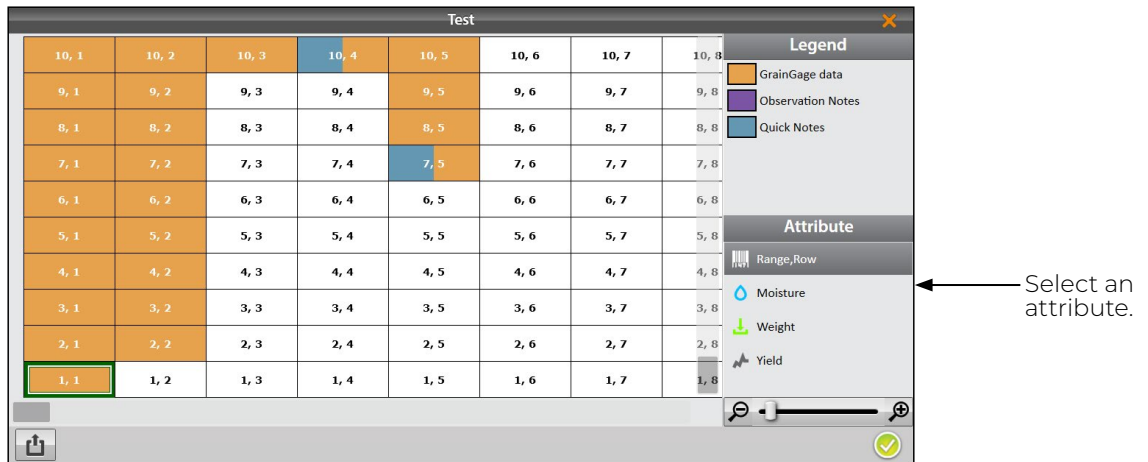 Test
10, 1 10, 2 10, 3 10, 4 10, 5 10, 6 10, 7 10, 8
9, 1 9, 2 9, 3 9, 4 9, 5 9, 6 9, 7 9, 8
8, 1 8, 2 8, 3 8, 4 8, 5 8, 6 8, 7 8, 8
7, 1 7, 2 7, 3 7, 4 7, 5 7, 6 7, 7 7, 8
6, 1 6, 2 6, 3 6, 4 6, 5 6, 6 6, 7 6, 8
5, 1 5, 2 5, 3 5, 4 5, 5 5, 6 5, 7 5, 8
4, 1 4, 2 4, 3 4, 4 4, 5 4, 6 4, 7 4, 8
3, 1 3, 2 3, 3 3, 4 3, 5 3, 6 3, 7 3, 8
2, 1 2, 2 2, 3 2, 4 2, 5 2, 6 2, 7 2, 8
1, 1 1, 2 1, 3 1, 4 1, 5 1, 6 1, 7 1, 8
Legend
GrainGage data
Observation Notes
Quick Notes
Attribute
Range,Row
Moisture
Weight
Yield
Select an
attribute.